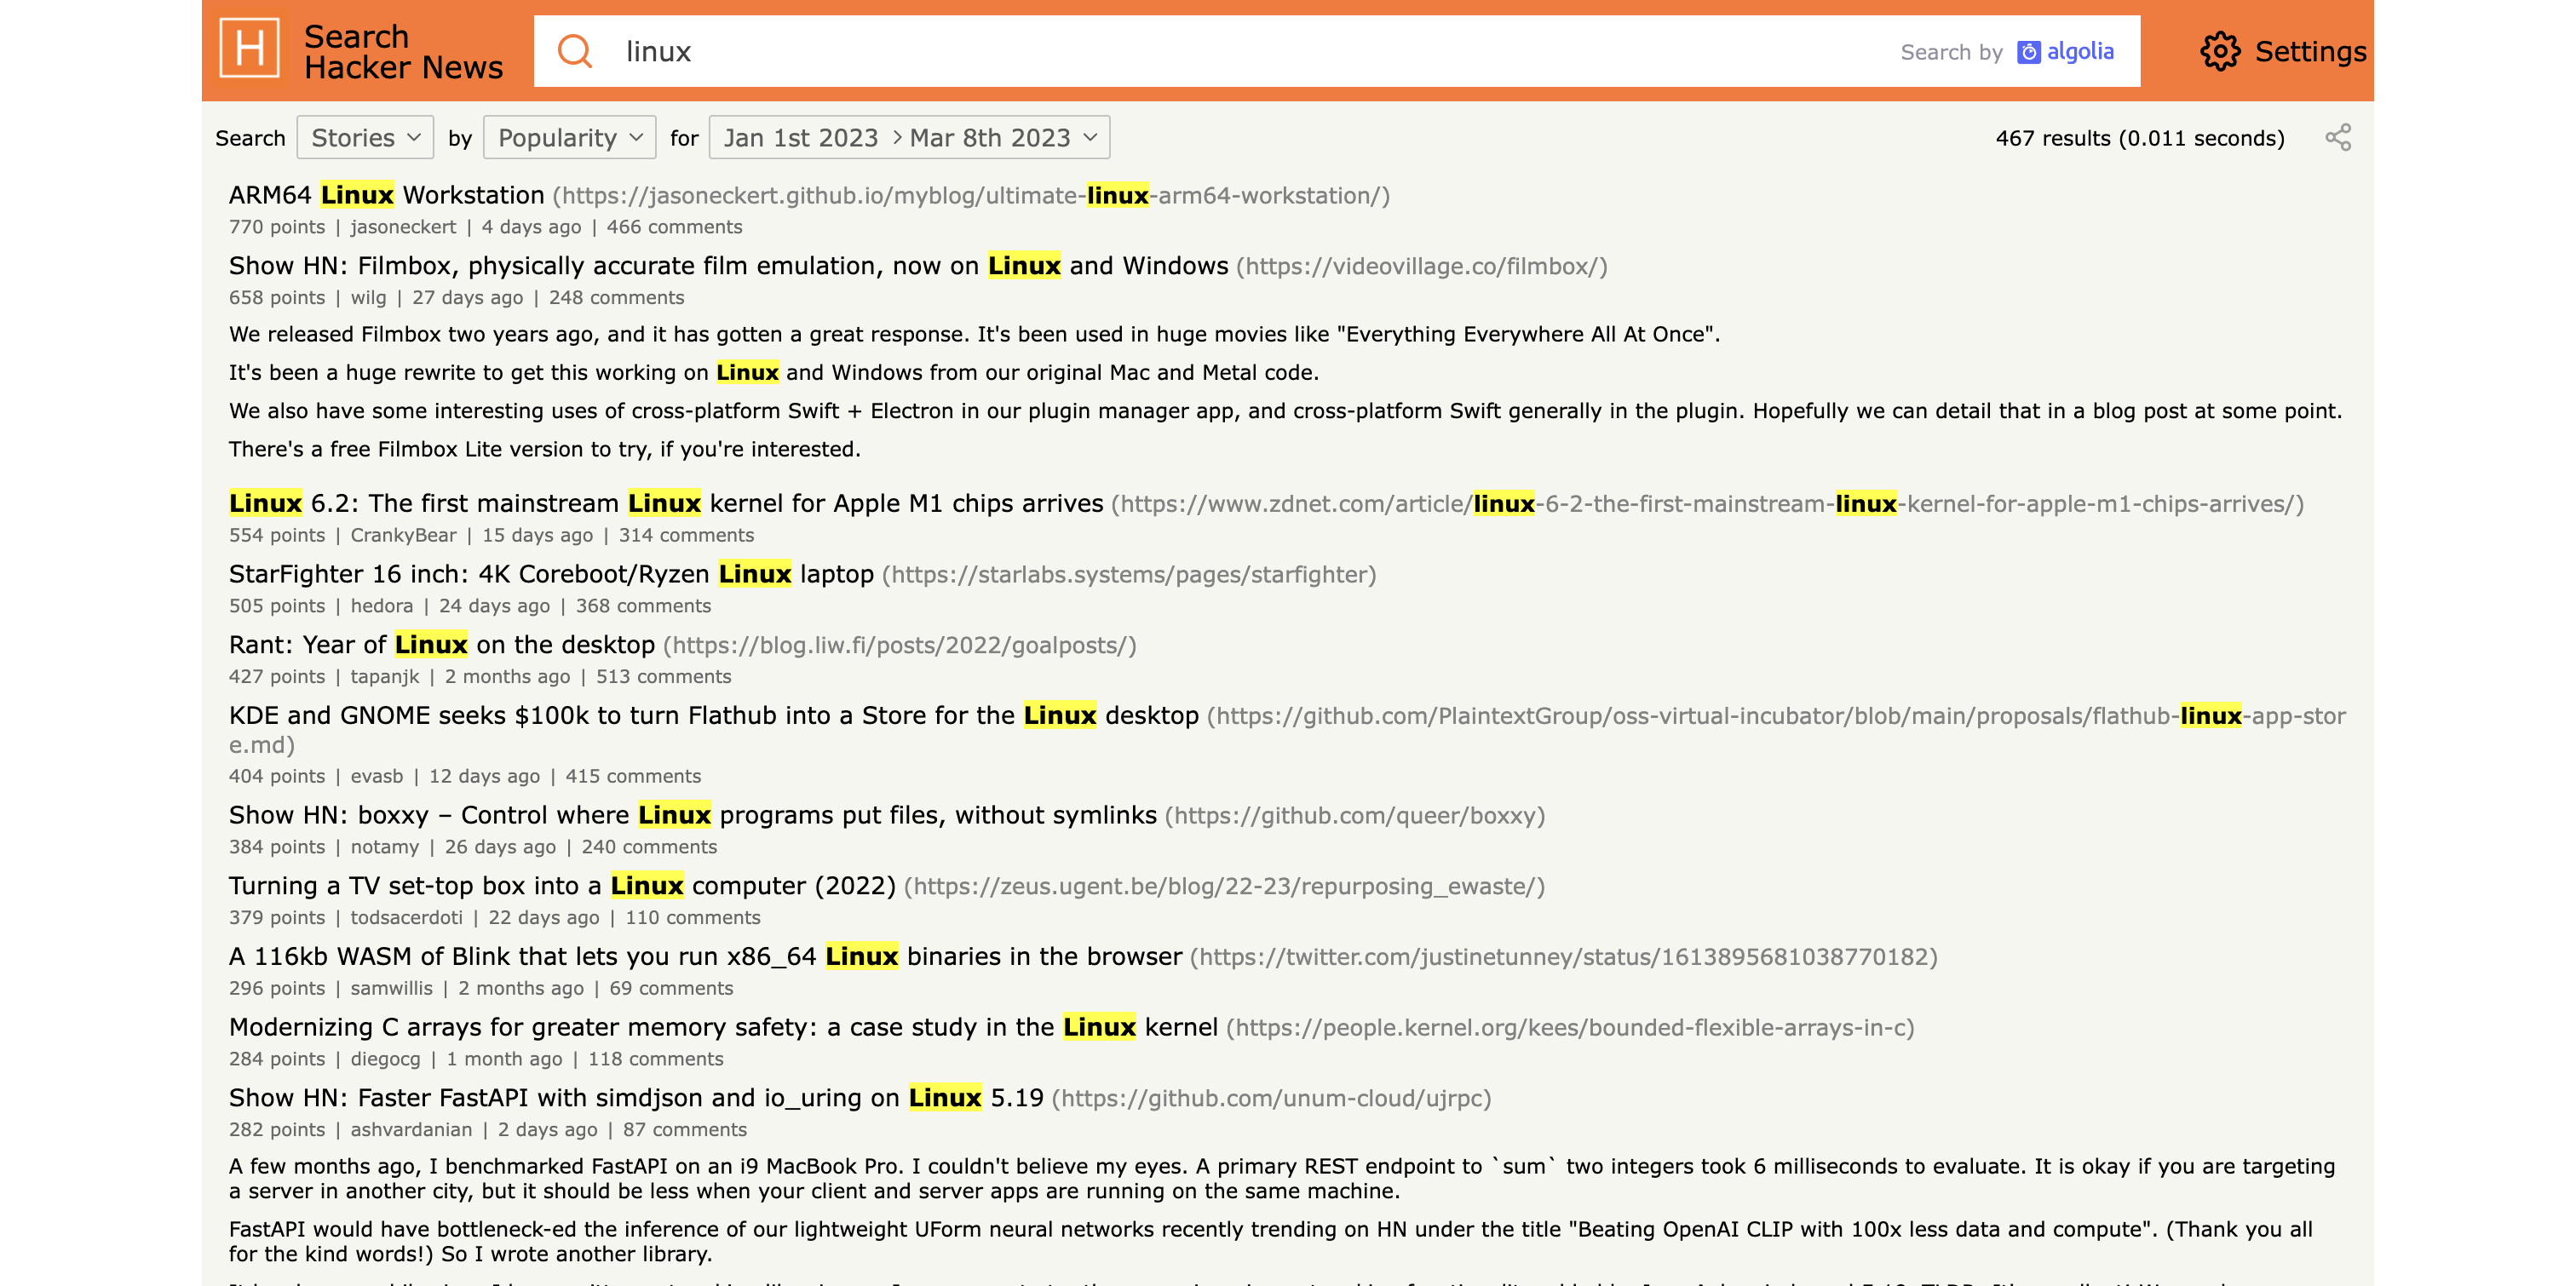 H
Search
Hacker News
linux
Search by algolia
Settings
Search Stories by Popularity for Jan 1st 2023 > Mar 8th 2023
467 results (0.011 seconds)
ARM64 Linux Workstation (https://jasoneckert.github.io/myblog/ultimate-linux-arm64-workstation/)
770 points | jasoneckert | 4 days ago | 466 comments
Show HN: Filmbox, physically accurate film emulation, now on Linux and Windows (https://videovillage.co/filmbox/)
658 points | wilg | 27 days ago | 248 comments
We released Filmbox two years ago, and it has gotten a great response. It's been used in huge movies like "Everything Everywhere All At Once".
It's been a huge rewrite to get this working on Linux and Windows from our original Mac and Metal code.
We also have some interesting uses of cross-platform Swift + Electron in our plugin manager app, and cross-platform Swift generally in the plugin. Hopefully we can detail that in a blog post at some point.
There's a free Filmbox Lite version to try, if you're interested.
Linux 6.2: The first mainstream Linux kernel for Apple M1 chips arrives (https://www.zdnet.com/article/linux-6-2-the-first-mainstream-linux-kernel-for-apple-m1-chips-arrives/)
554 points | CrankyBear | 15 days ago | 314 comments
StarFighter 16 inch: 4K Coreboot/Ryzen Linux laptop (https://starlabs.systems/pages/starfighter)
505 points | hedora | 24 days ago | 368 comments
Rant: Year of Linux on the desktop (https://blog.liw.fi/posts/2022/goalposts/)
427 points | tapanjk | 2 months ago | 513 comments
KDE and GNOME seeks $100k to turn Flathub into a Store for the Linux desktop (https://github.com/PlaintextGroup/oss-virtual-incubator/blob/main/proposals/flathub-linux-app-stor
e.md)
404 points | evasb | 12 days ago | 415 comments
Show HN: boxxy – Control where Linux programs put files, without symlinks (https://github.com/queer/boxxy)
384 points | notamy | 26 days ago | 240 comments
Turning a TV set-top box into a Linux computer (2022) (https://zeus.ugent.be/blog/22-23/repurposing_ewaste/)
379 points | todsacerdoti | 22 days ago | 110 comments
A 116kb WASM of Blink that lets you run x86_64 Linux binaries in the browser (https://twitter.com/justinetunney/status/1613895681038770182)
296 points | samwillis | 2 months ago | 69 comments
Modernizing C arrays for greater memory safety: a case study in the Linux kernel (https://people.kernel.org/kees/bounded-flexible-arrays-in-c)
284 points | diegocg | 1 month ago | 118 comments
Show HN: Faster FastAPI with simdjson and io_uring on Linux 5.19 (https://github.com/unum-cloud/ujrpc)
282 points | ashvardanian | 2 days ago | 87 comments
A few months ago, I benchmarked FastAPI on an i9 MacBook Pro. I couldn't believe my eyes. A primary REST endpoint to `sum` two integers took 6 milliseconds to evaluate. It is okay if you are targeting
a server in another city, but it should be less when your client and server apps are running on the same machine.
FastAPI would have bottleneck-ed the inference of our lightweight UForm neural networks recently trending on HN under the title "Beating OpenAI CLIP with 100x less data and compute". (Thank you all
for the kind words!) So I wrote another library.